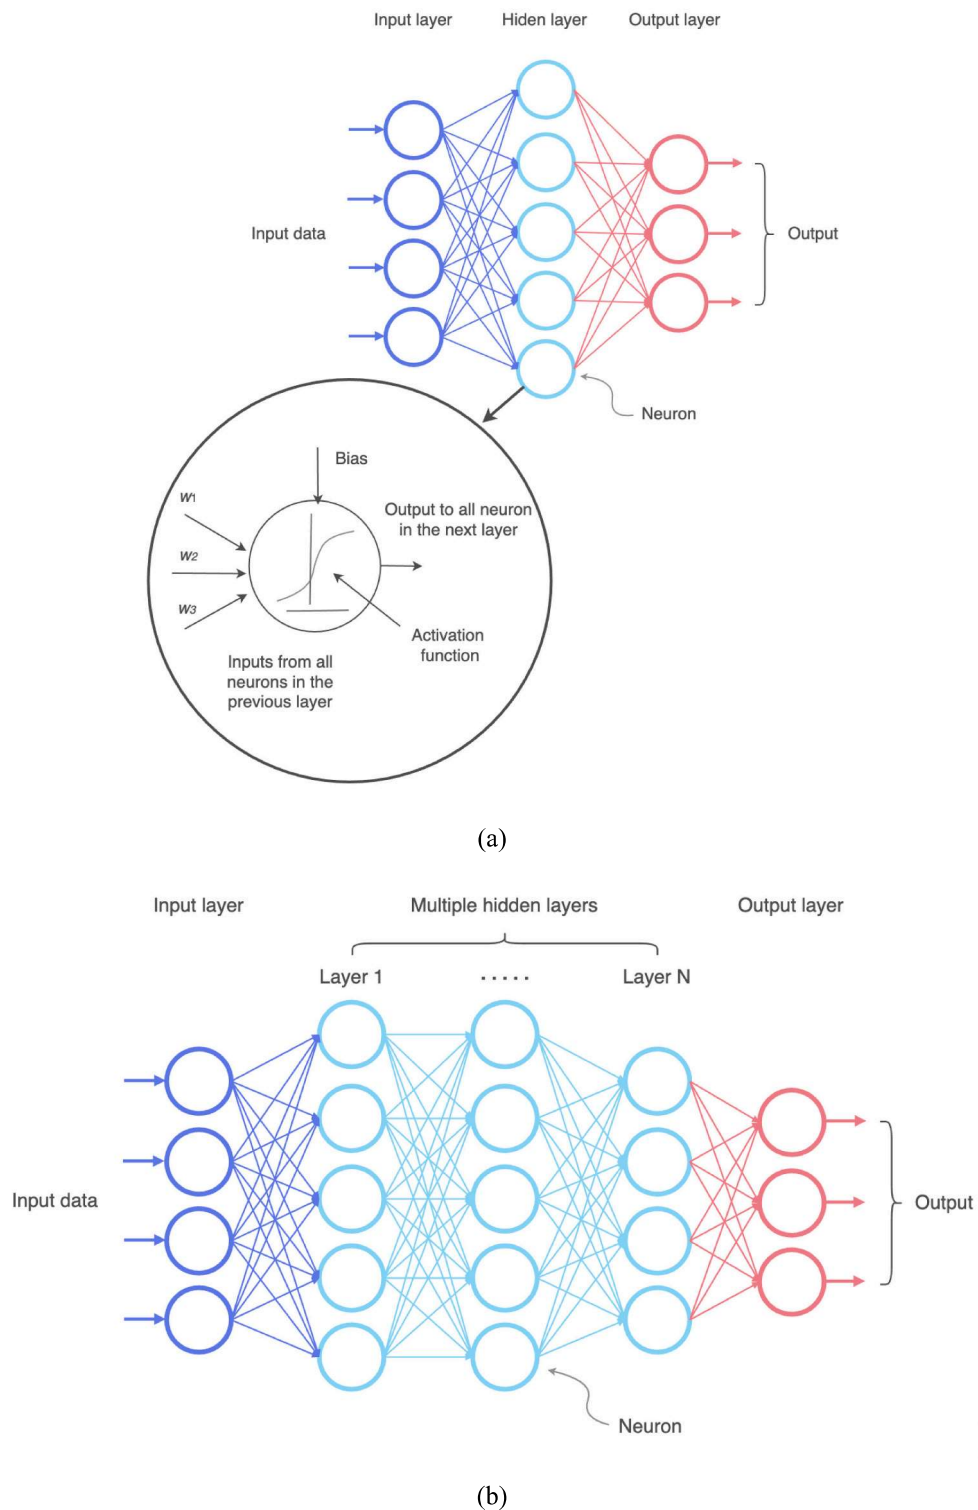 Input layer
Hiden layer
Output layer
Input data
Output
Neuron
Bias
W1
W2
W3
Output to all neuron
in the next layer
Activation
function
Inputs from all
neurons in the
previous layer
(a)
Input layer
Multiple hidden layers
Output layer
Layer 1
.....
Layer N
Input data
Output
Neuron
(b)